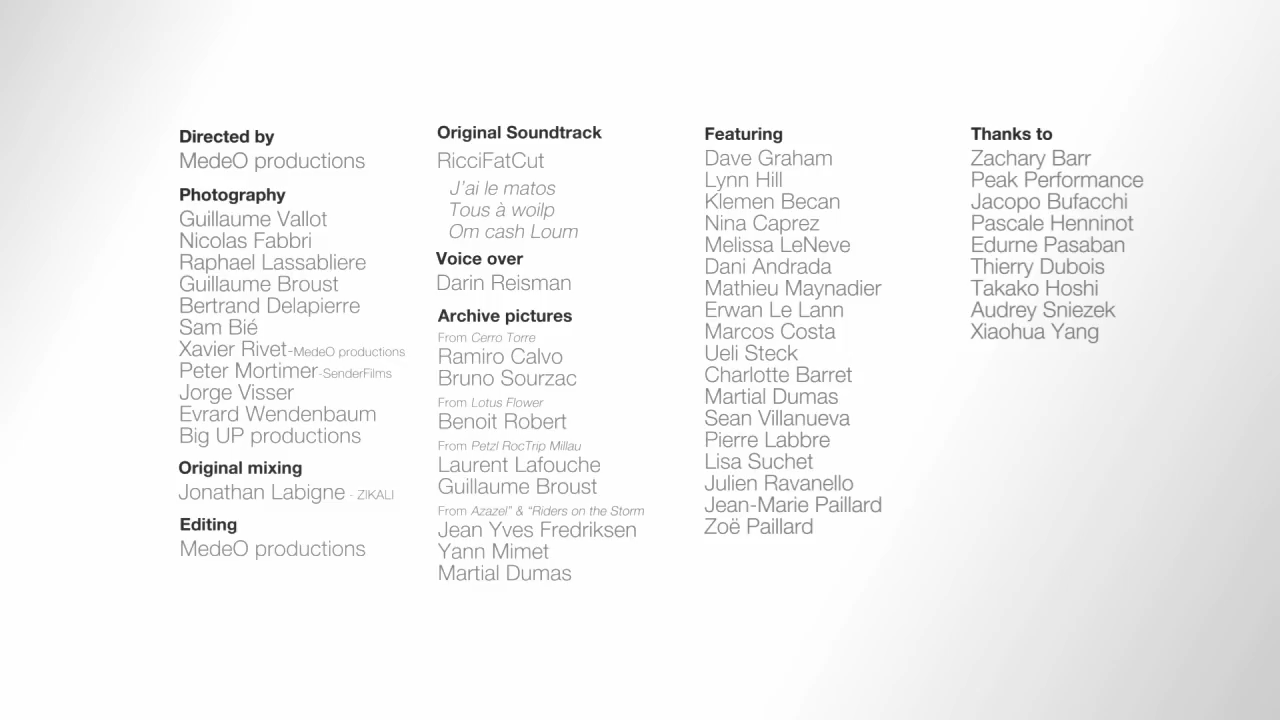 Directed by
MedeO productions
Photography
Guillaume Vallot
Nicolas Fabbri
Raphael Lassabliere
Guillaume Broust
Bertrand Delapierre
Sam Bié
Xavier Rivet-MedeO productions
Peter Mortimer-SenderFilms
Jorge Visser
Evrard Wendenbaum
Big UP productions
Original mixing
Jonathan Labigne - ZIKALI
Editing
MedeO productions
Original Soundtrack
RicciFatCut
J'ai le matos
Tous à woilp
Om cash Loum
Voice over
Darin Reisman
Archive pictures
From Cerro Torre
Ramiro Calvo
Bruno Sourzac
From Lotus Flower
Benoit Robert
From Petzl RocTrip Millau
Laurent Lafouche
Guillaume Broust
From Azazel" & "Riders on the Storm
Jean Yves Fredriksen
Yann Mimet
Martial Dumas
Featuring
Dave Graham
Lynn Hill
Klemen Becan
Nina Caprez
Melissa LeNeve
Dani Andrada
Mathieu Maynadier
Erwan Le Lann
Marcos Costa
Ueli Steck
Charlotte Barret
Martial Dumas
Sean Villanueva
Pierre Labbre
Lisa Suchet
Julien Ravanello
Jean-Marie Paillard
Zoë Paillard
Thanks to
Zachary Barr
Peak Performance
Jacopo Bufacchi
Pascale Henninot
Edurne Pasaban
Thierry Dubois
Takako Hoshi
Audrey Sniezek
Xiaohua Yang